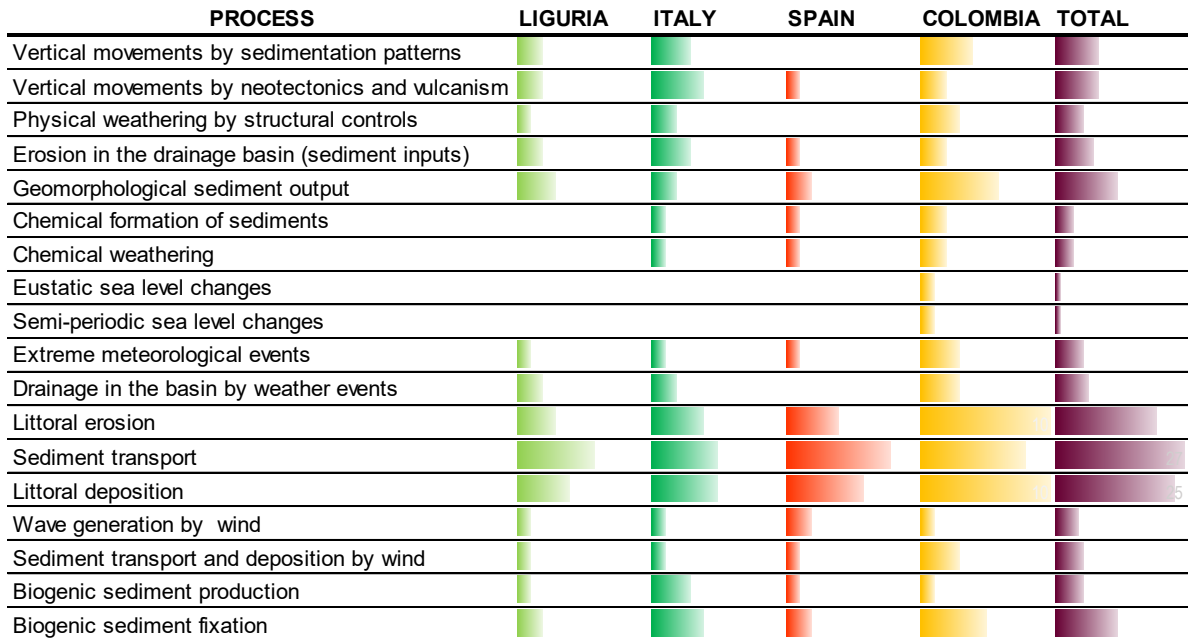 PROCESS LIGURIA ITALY SPAIN COLOMBIA TOTAL
Vertical movements by sedimentation patterns
Vertical movements by neotectonics and vulcanism
Physical weathering by structural controls
Erosion in the drainage basin (sediment inputs)
Geomorphological sediment output
Chemical formation of sediments
Chemical weathering
Eustatic sea level changes
Semi-periodic sea level changes
Extreme meteorological events
Drainage in the basin by weather events
Littoral erosion
Sediment transport 27
Littoral deposition
Wave generation by wind
Sediment transport and deposition by wind
Biogenic sediment production
Biogenic sediment fixation